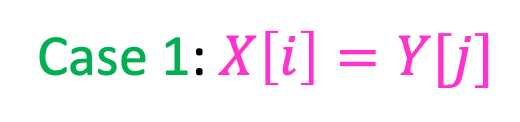 Case 1: X[i] = Y[j]